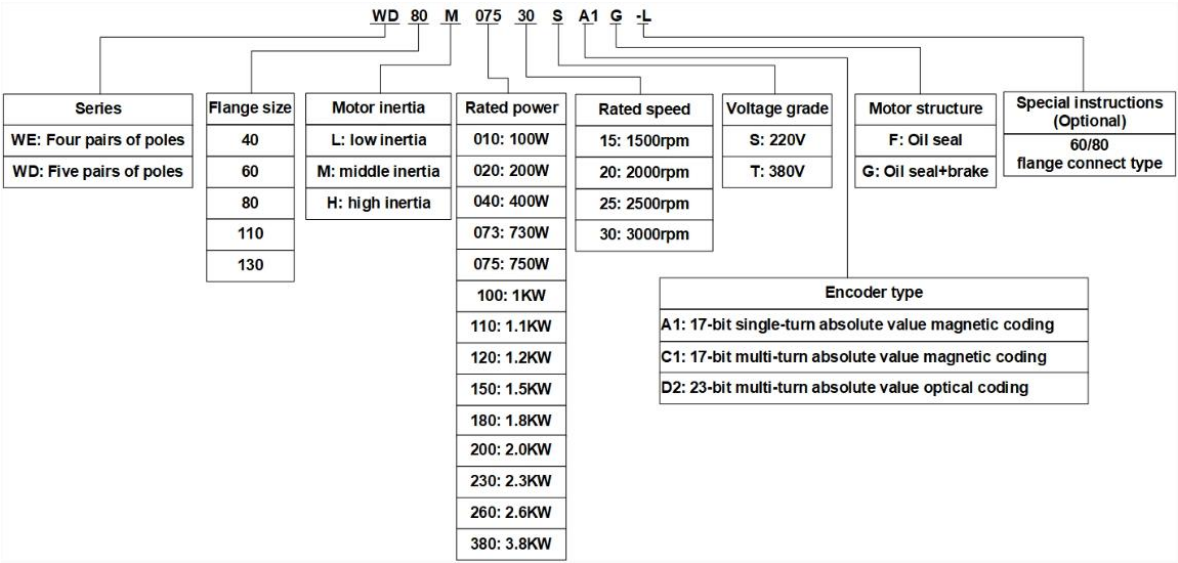 WD 80 M 075 30 S A1 G -L
Series
WE: Four pairs of poles
WD: Five pairs of poles
Flange size
40
60
80
110
130
Motor inertia
L: low inertia
M: middle inertia
H: high inertia
Rated power
010: 100W
020: 200W
040: 400W
073: 730W
075: 750W
100: 1KW
110: 1.1KW
120: 1.2KW
150: 1.5KW
180: 1.8KW
200: 2.0KW
230: 2.3KW
260: 2.6KW
380: 3.8KW
Rated speed
15: 1500rpm
20: 2000rpm
25: 2500rpm
30: 3000rpm
Voltage grade
S: 220V
T: 380V
Motor structure
F: Oil seal
G: Oil seal+brake
Special instructions
(Optional)
60/80
flange connect type
Encoder type
A1: 17-bit single-turn absolute value magnetic coding
C1: 17-bit multi-turn absolute value magnetic coding
D2: 23-bit multi-turn absolute value optical coding